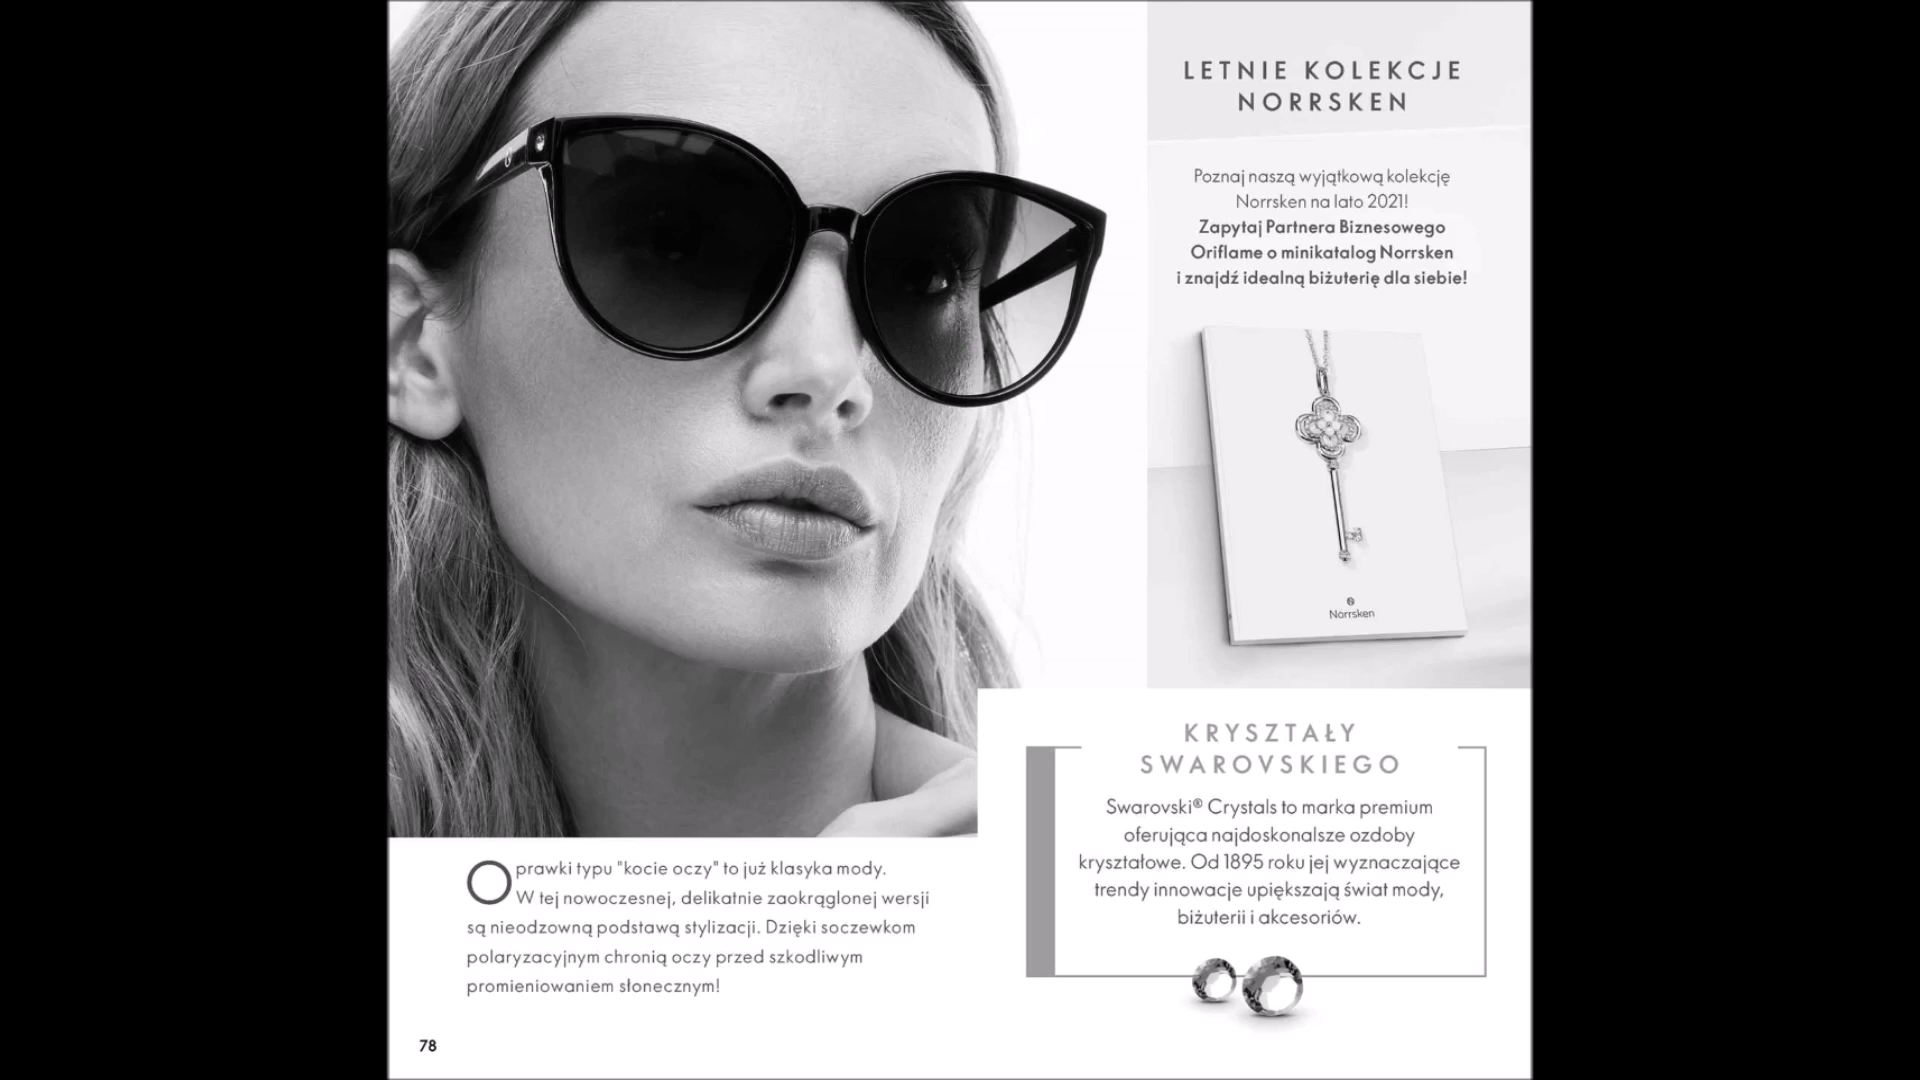 LETNIE KOLEKCJE
NORRSKEN
Poznaj naszą wyjątkową kolekcję
Norrsken na lato 2021!
Zapytaj Partnera Biznesowego
Oriflame o minikatalog Norrsken
i znajdź idealną biżuterię dla siebie!
Norrsken
KRYSZTAŁY
SWAROVSKIEGO
Swarovski® Crystals to marka premium
oferująca najdoskonalsze ozdoby
kryształowe. Od 1895 roku jej wyznaczające
trendy innowacje upiększają świat mody,
biżuterii i akcesoriów.
Oprawki typu "kocie oczy" to już klasyka mody.
W tej nowoczesnej, delikatnie zaokrąglonej wersji
są nieodzowną podstawą stylizacji. Dzięki soczewkom
polaryzacyjnym chronią oczy przed szkodliwym
promieniowaniem słonecznym!
78